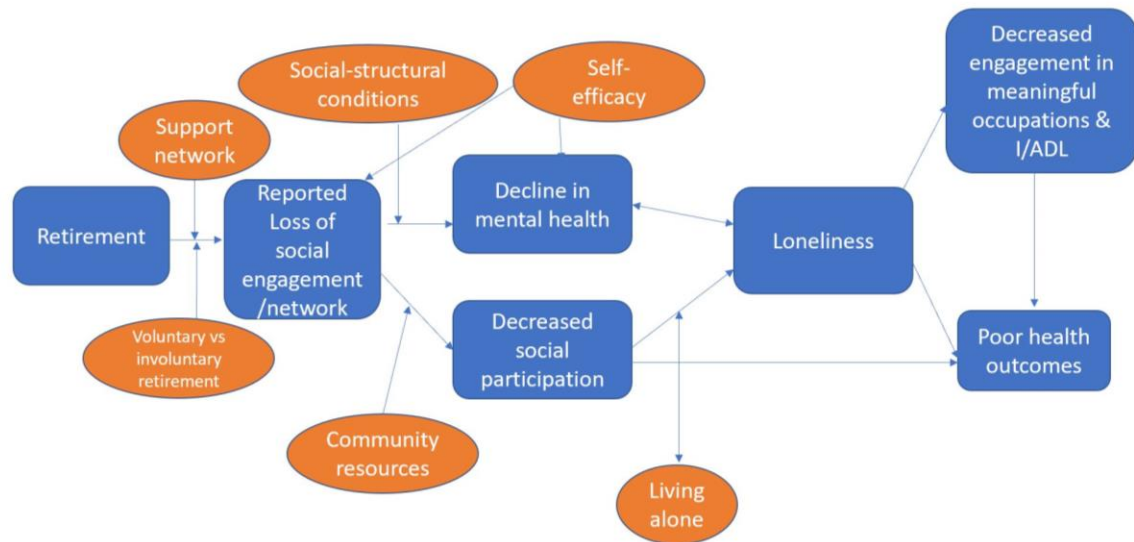 Social-structural
conditions
Self-
efficacy
Decreased
engagement in
meaningful
occupations &
I/ADL
Support
network
Retirement
Reported
Loss of
social
engagement
/network
Decline in
mental health
Loneliness
Voluntary vs
involuntary
retirement
Decreased
social
participation
Poor health
outcomes
Community
resources
Living
alone